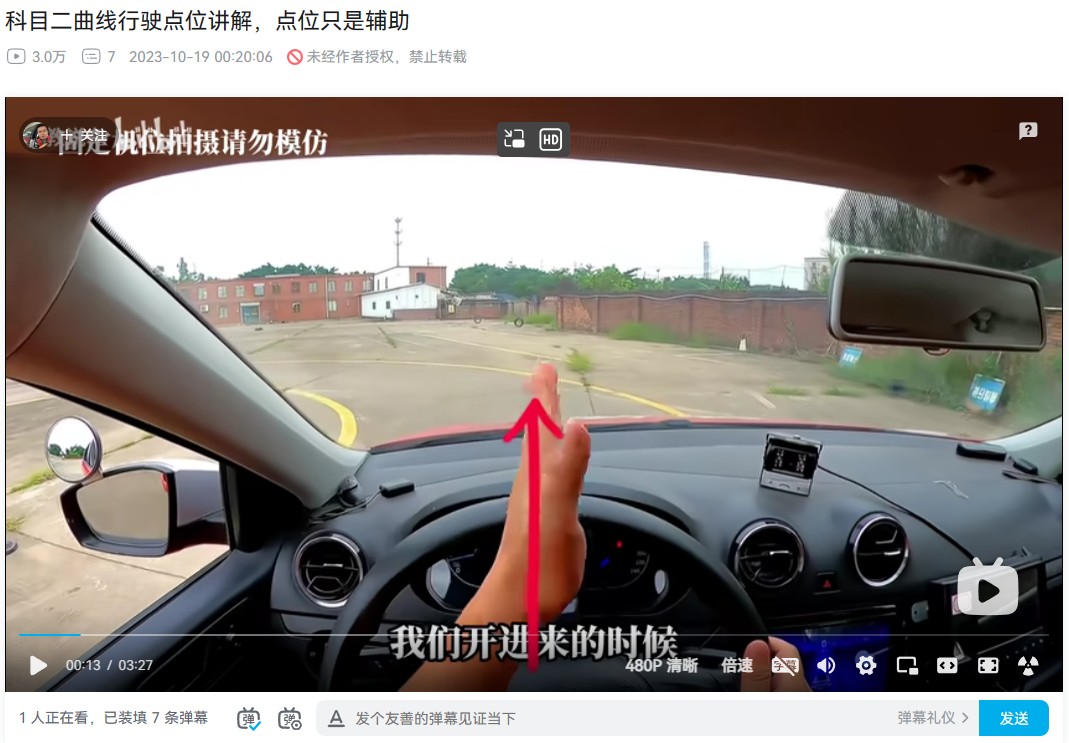 科目二曲线行驶点位讲解，点位只是辅助
3.0万 7 2023-10-19 00:20:06 未经作者授权，禁止转载
+ 关注
固定机位拍摄请勿模仿
HD
?
我们开进来的时候
00:13 / 03:27
480P 清晰 倍速 字幕
1 人正在看，已装填 7 条弹幕 弹 弹 A 发个友善的弹幕见证当下 弹幕礼仪 发送